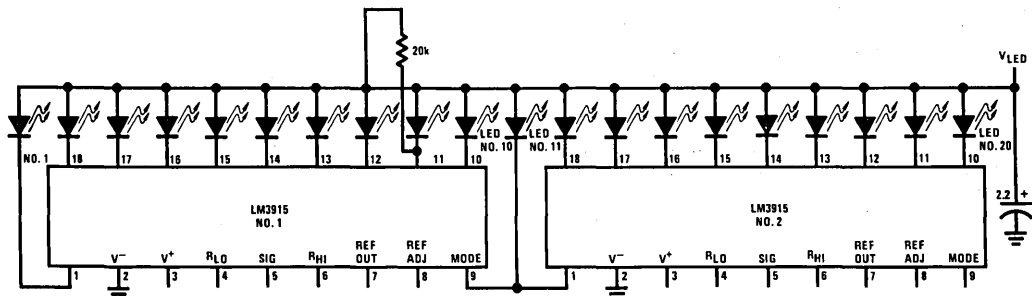 20k
V LED
NO. 1
LED NO. 10
LED NO. 11
LED NO. 20
18 17 16 15 14 13 12 11 10
18 17 16 15 14 13 12 11 10
2.2 +
LM3915
NO. 1
LM3915
NO. 2
V− V+ RLO SIG RHI REF OUT REF ADJ MODE
V− V+ RLO SIG RHI REF OUT REF ADJ MODE
1 2 3 4 5 6 7 8 9
1 2 3 4 5 6 7 8 9